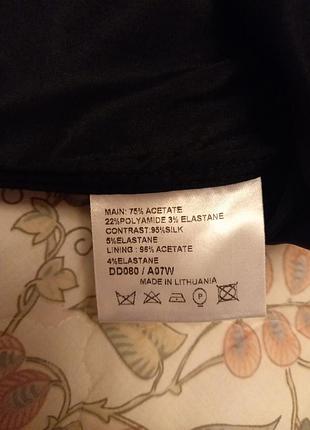 MAIN: 75% ACETATE
22%POLYAMIDE 3% ELASTANE
CONTRAST:95%SILK
5%ELASTANE
LINING : 96% ACETATE
4%ELASTANE
DD080 / A07W
MADE IN LITHUANIA
P